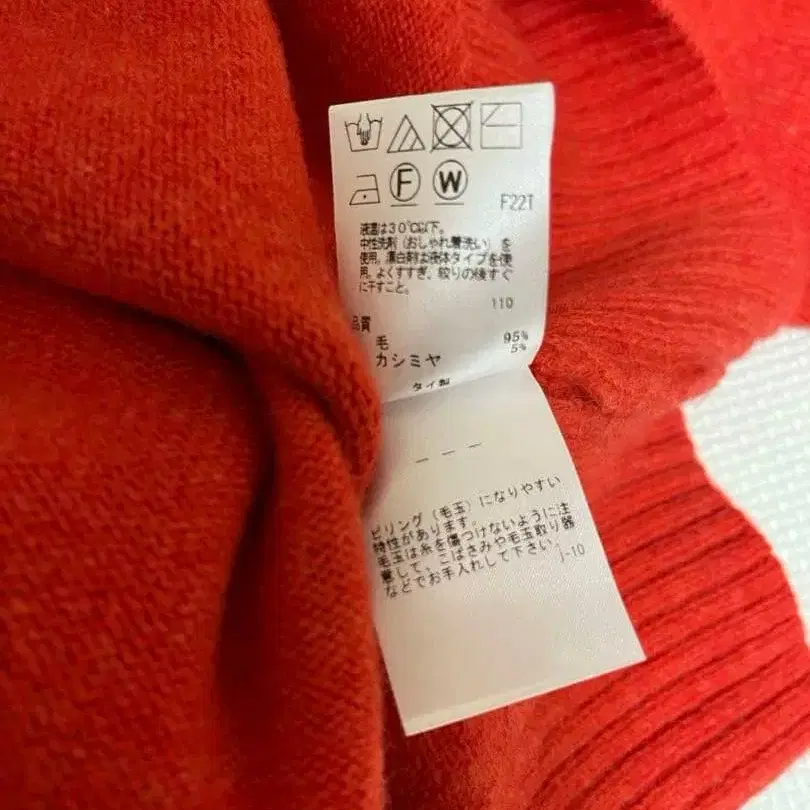 F
W
F22T
液温は30℃以下。
中性洗剤（おしゃれ着洗い）を
使用。漂白剤は液体タイプを使
用。よくすすぎ、絞りの後すぐ
に干すこと。
110
品質
毛 95%
カシミヤ 5%
タイ製
ピリング（毛玉）になりやすい
特性があります。
毛玉は糸を傷つけないように注
意して、こばさみや毛玉取り器
などでお手入れして下さい。
J-10